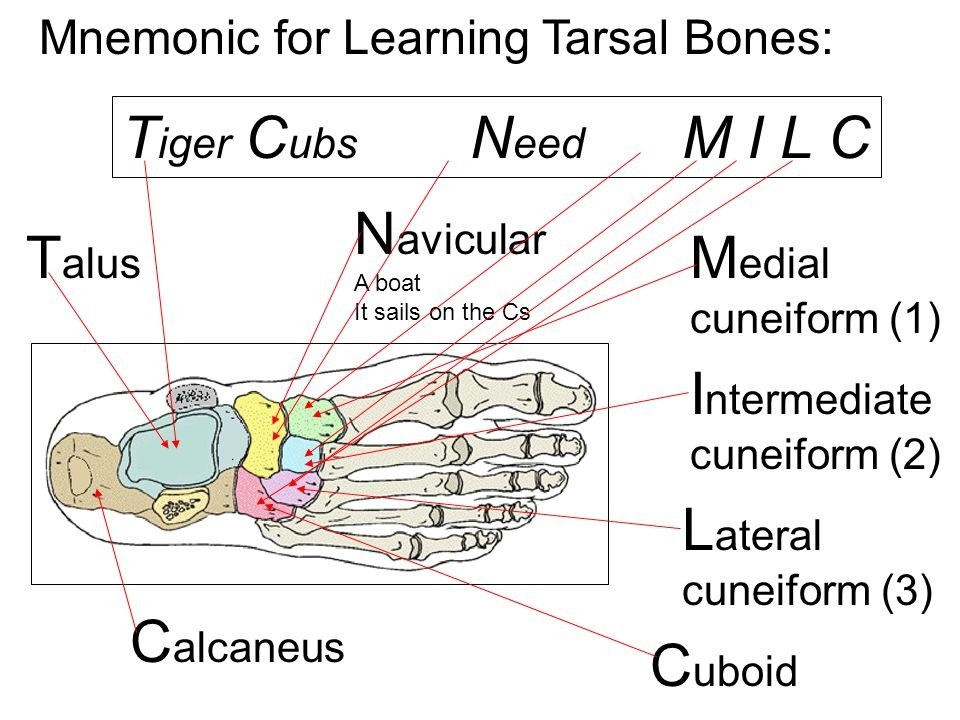 Mnemonic for Learning Tarsal Bones:
Tiger Cubs Need M I L C
Talus
Navicular
A boat
It sails on the Cs
Medial
cuneiform (1)
Intermediate
cuneiform (2)
Lateral
cuneiform (3)
Calcaneus
Cuboid